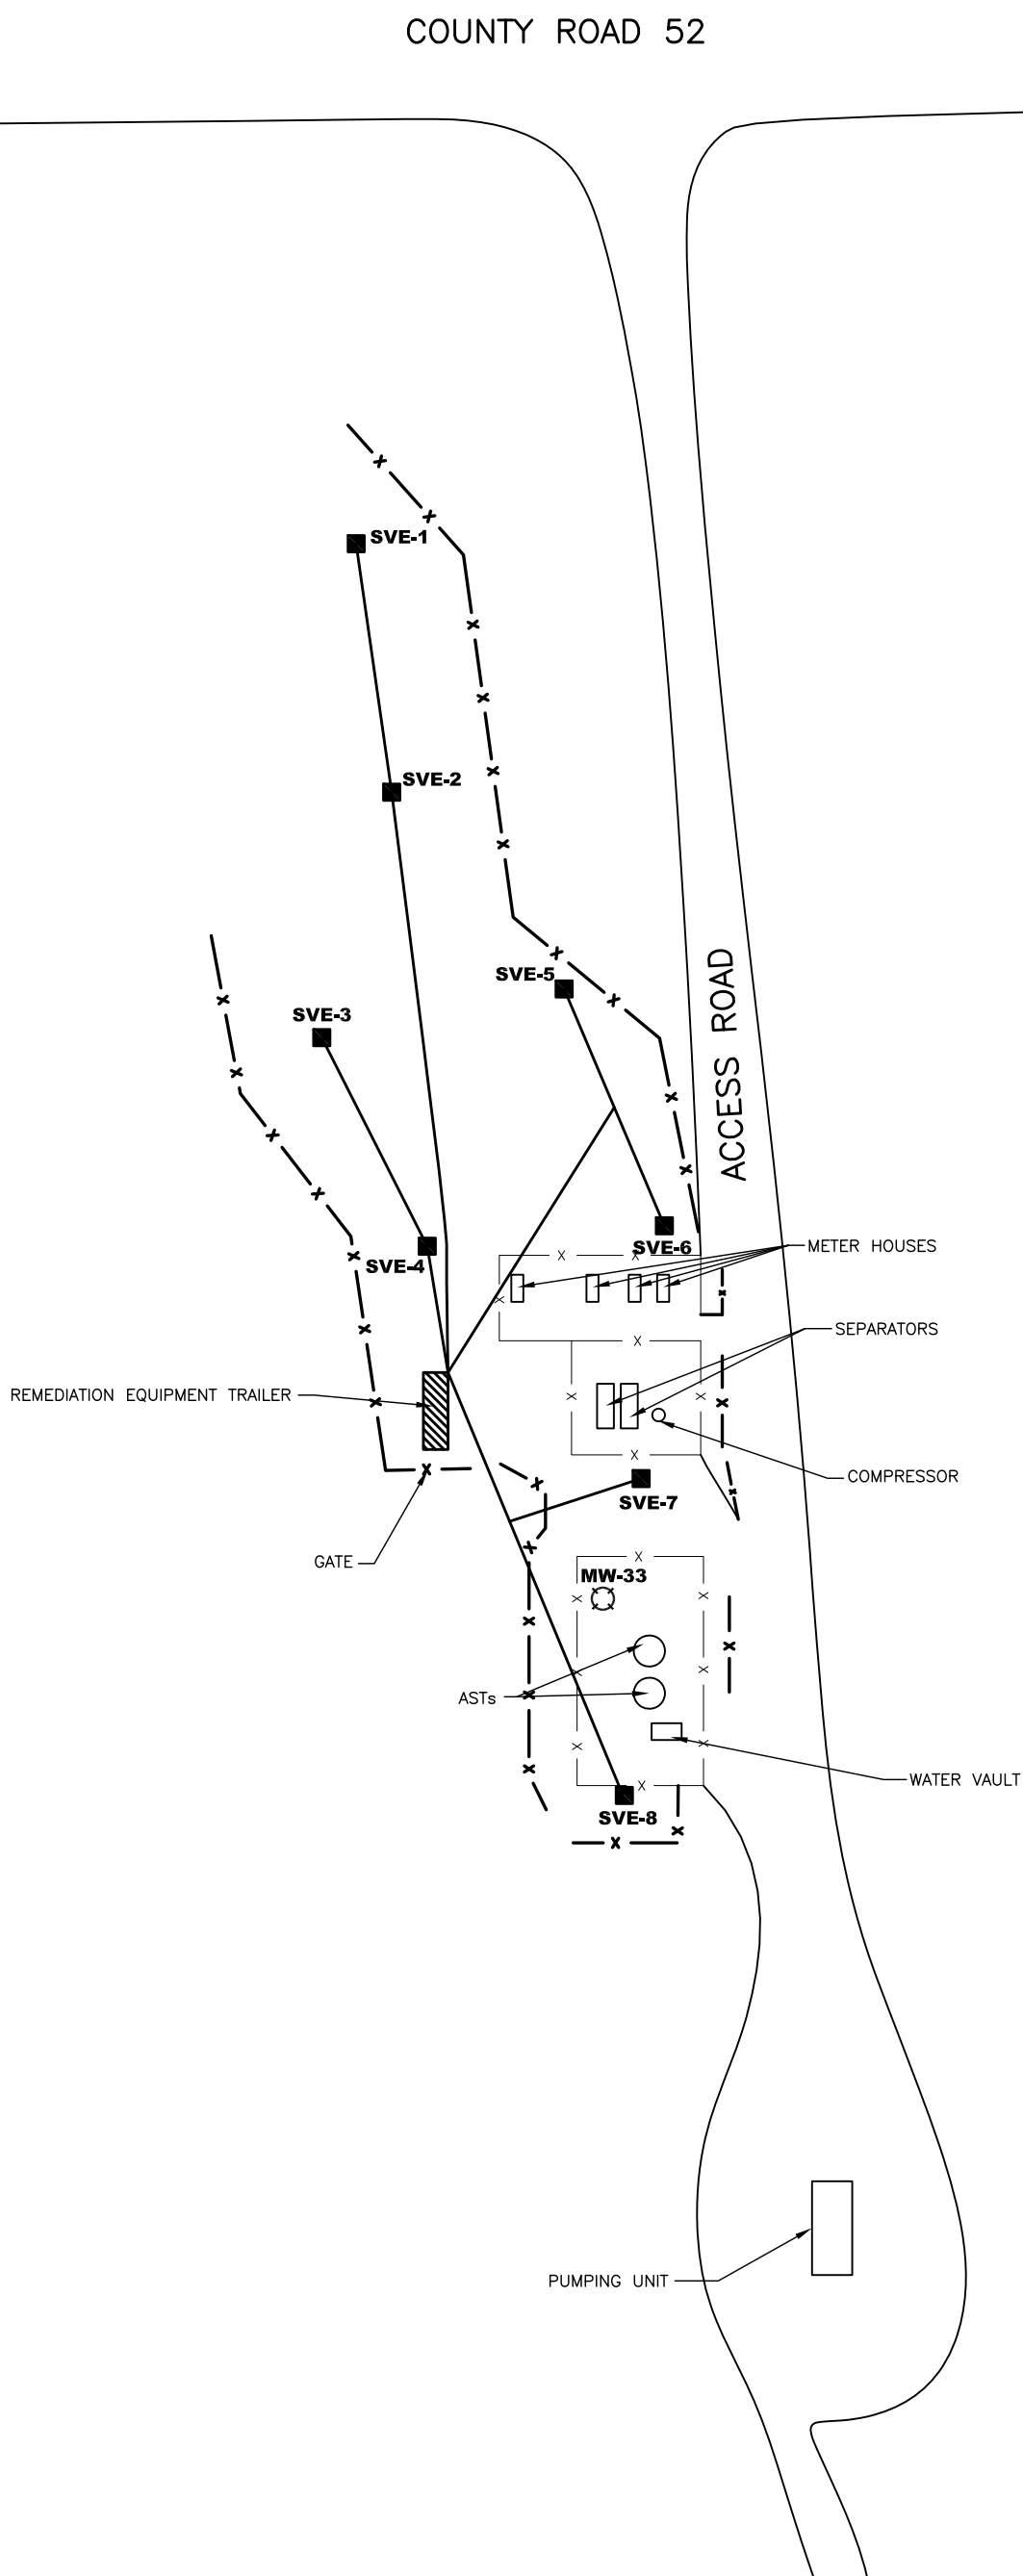 COUNTY ROAD 52
SVE-1
SVE-2
ACCESS ROAD
SVE-5
SVE-3
SVE-6
METER HOUSES
SVE-4
SEPARATORS
REMEDIATION EQUIPMENT TRAILER
COMPRESSOR
SVE-7
GATE
MW-33
ASTs
WATER VAULT
SVE-8
PUMPING UNIT